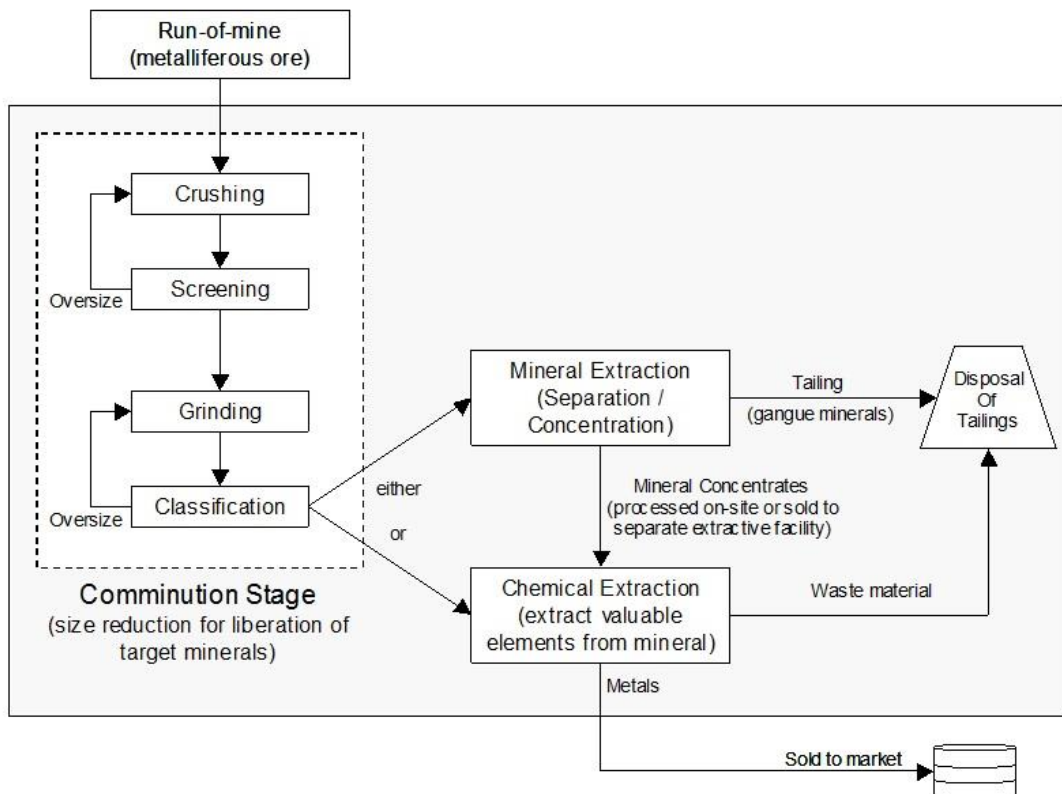 Run-of-mine
(metalliferous ore)
Crushing
Screening
Oversize
Grinding
Classification
Oversize
Comminution Stage
(size reduction for liberation of
target minerals)
either
or
Mineral Extraction
(Separation /
Concentration)
Tailing
(gangue minerals)
Disposal
Of
Tailings
Mineral Concentrates
(processed on-site or sold to
separate extractive facility)
Chemical Extraction
(extract valuable
elements from mineral)
Waste material
Metals
Sold to market